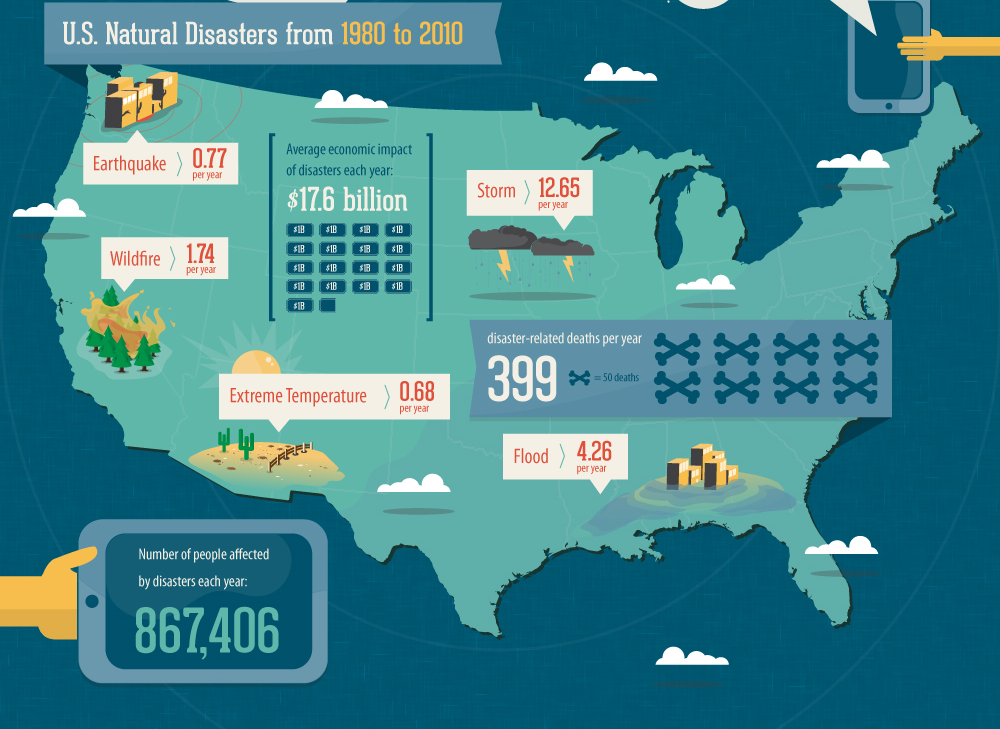 U.S. Natural Disasters from 1980 to 2010
Earthquake
0.77
per year
Average economic impact
of disasters each year:
$17.6 billion
$1B $1B $1B $1B
$1B $1B $1B $1B
$1B $1B $1B $1B
$1B $1B $1B $1B
$1B
Storm
12.65
per year
Wildfire
1.74
per year
disaster-related deaths per year
399
= 50 deaths
Extreme Temperature
0.68
per year
Flood
4.26
per year
Number of people affected
by disasters each year:
867,406